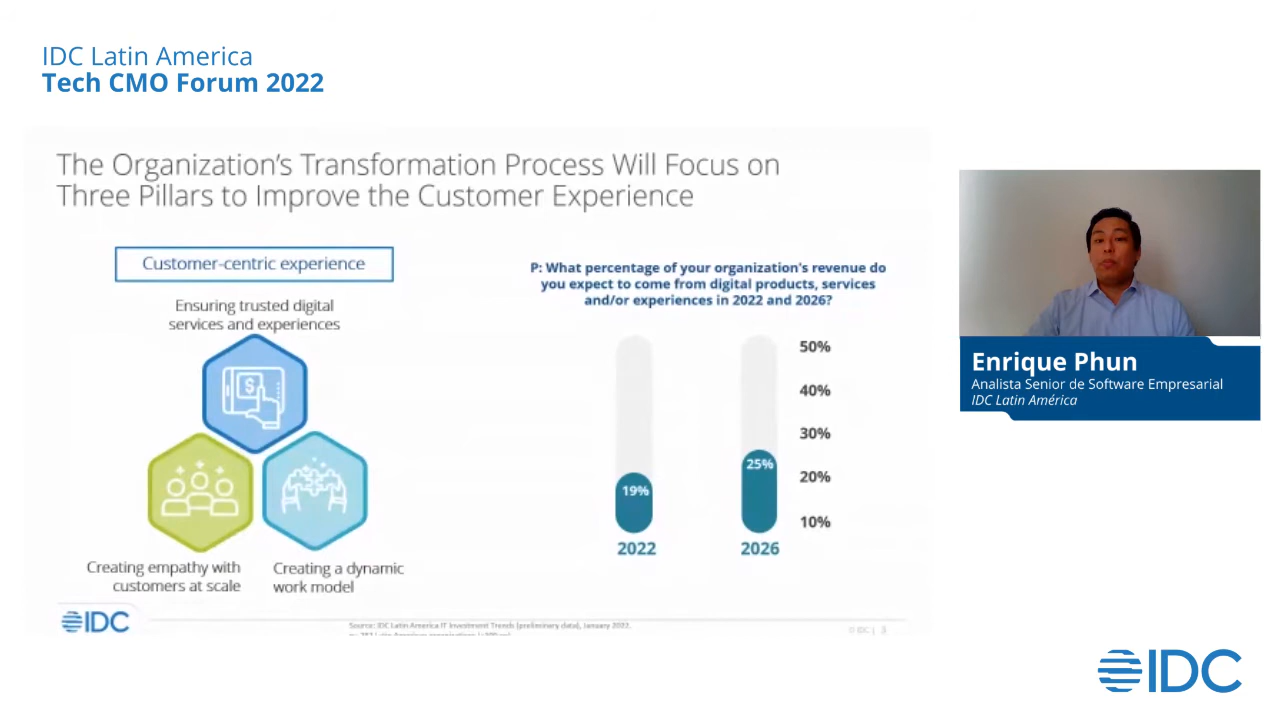 IDC Latin America
Tech CMO Forum 2022
The Organization's Transformation Process Will Focus on
Three Pillars to Improve the Customer Experience
Customer-centric experience
Ensuring trusted digital
services and experiences
$
Creating empathy with
customers at scale
Creating a dynamic
work model
P: What percentage of your organization's revenue do
you expect to come from digital products, services
and/or experiences in 2022 and 2026?
50%
40%
30%
20%
10%
19%
25%
2022
2026
IDC
Source: IDC Latin America IT Investment Trends (preliminary data), January 2022.
© IDC | 3
Enrique Phun
Analista Senior de Software Empresarial
IDC Latin América
IDC